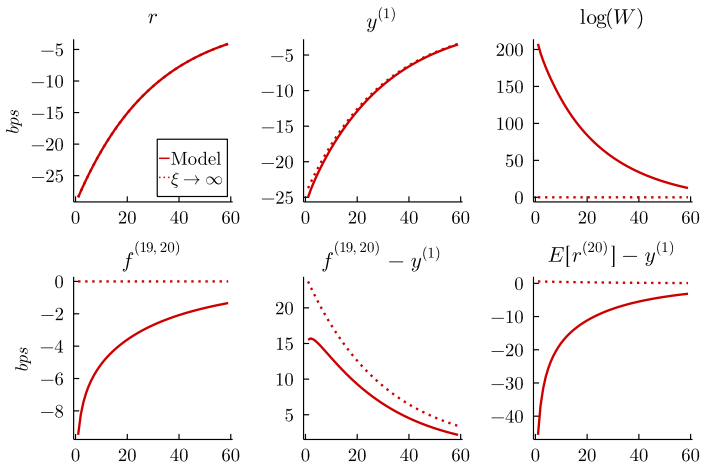 r
y^(1)
log(W)
−5
−10
−15
−20
−25
bps
Model
ξ → ∞
0 20 40 60
−5
−10
−15
−20
−25
0 20 40 60
200
150
100
50
0
0 20 40 60
f^(19, 20)
f^(19, 20) − y^(1)
E[r^(20)] − y^(1)
0
−2
−4
−6
−8
bps
0 20 40 60
20
15
10
5
0 20 40 60
0
−10
−20
−30
−40
0 20 40 60